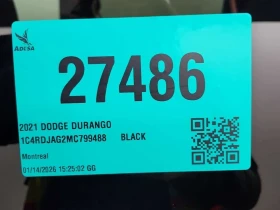 ADESA
27486
2021 DODGE DURANGO
1C4RDJAG2MC799488 BLACK
Montreal
01/14/2026 15:25:02 GG